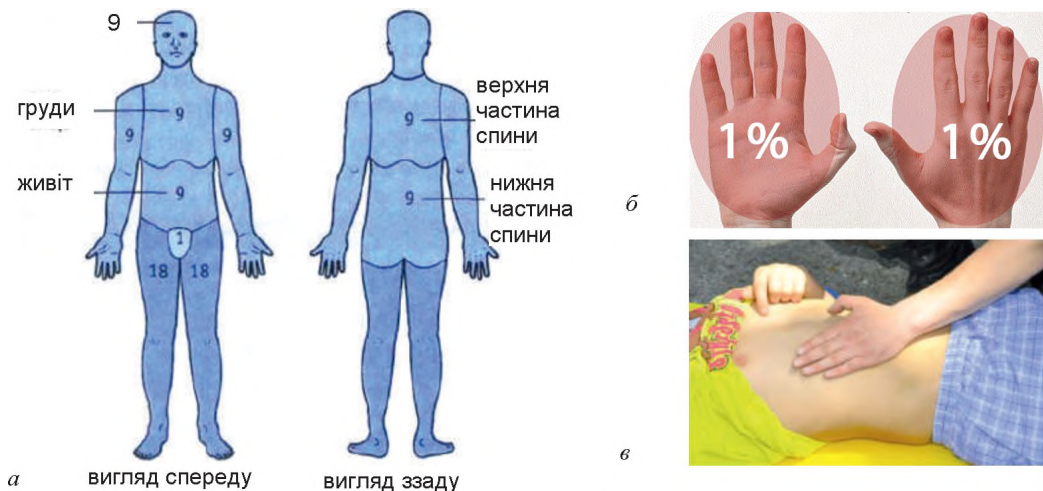 9
груди
9
9
9
живіт
9
1
18
18
вигляд спереду
а
верхня
частина
спини
9
нижня
частина
спини
9
вигляд ззаду
1%
1%
б
в